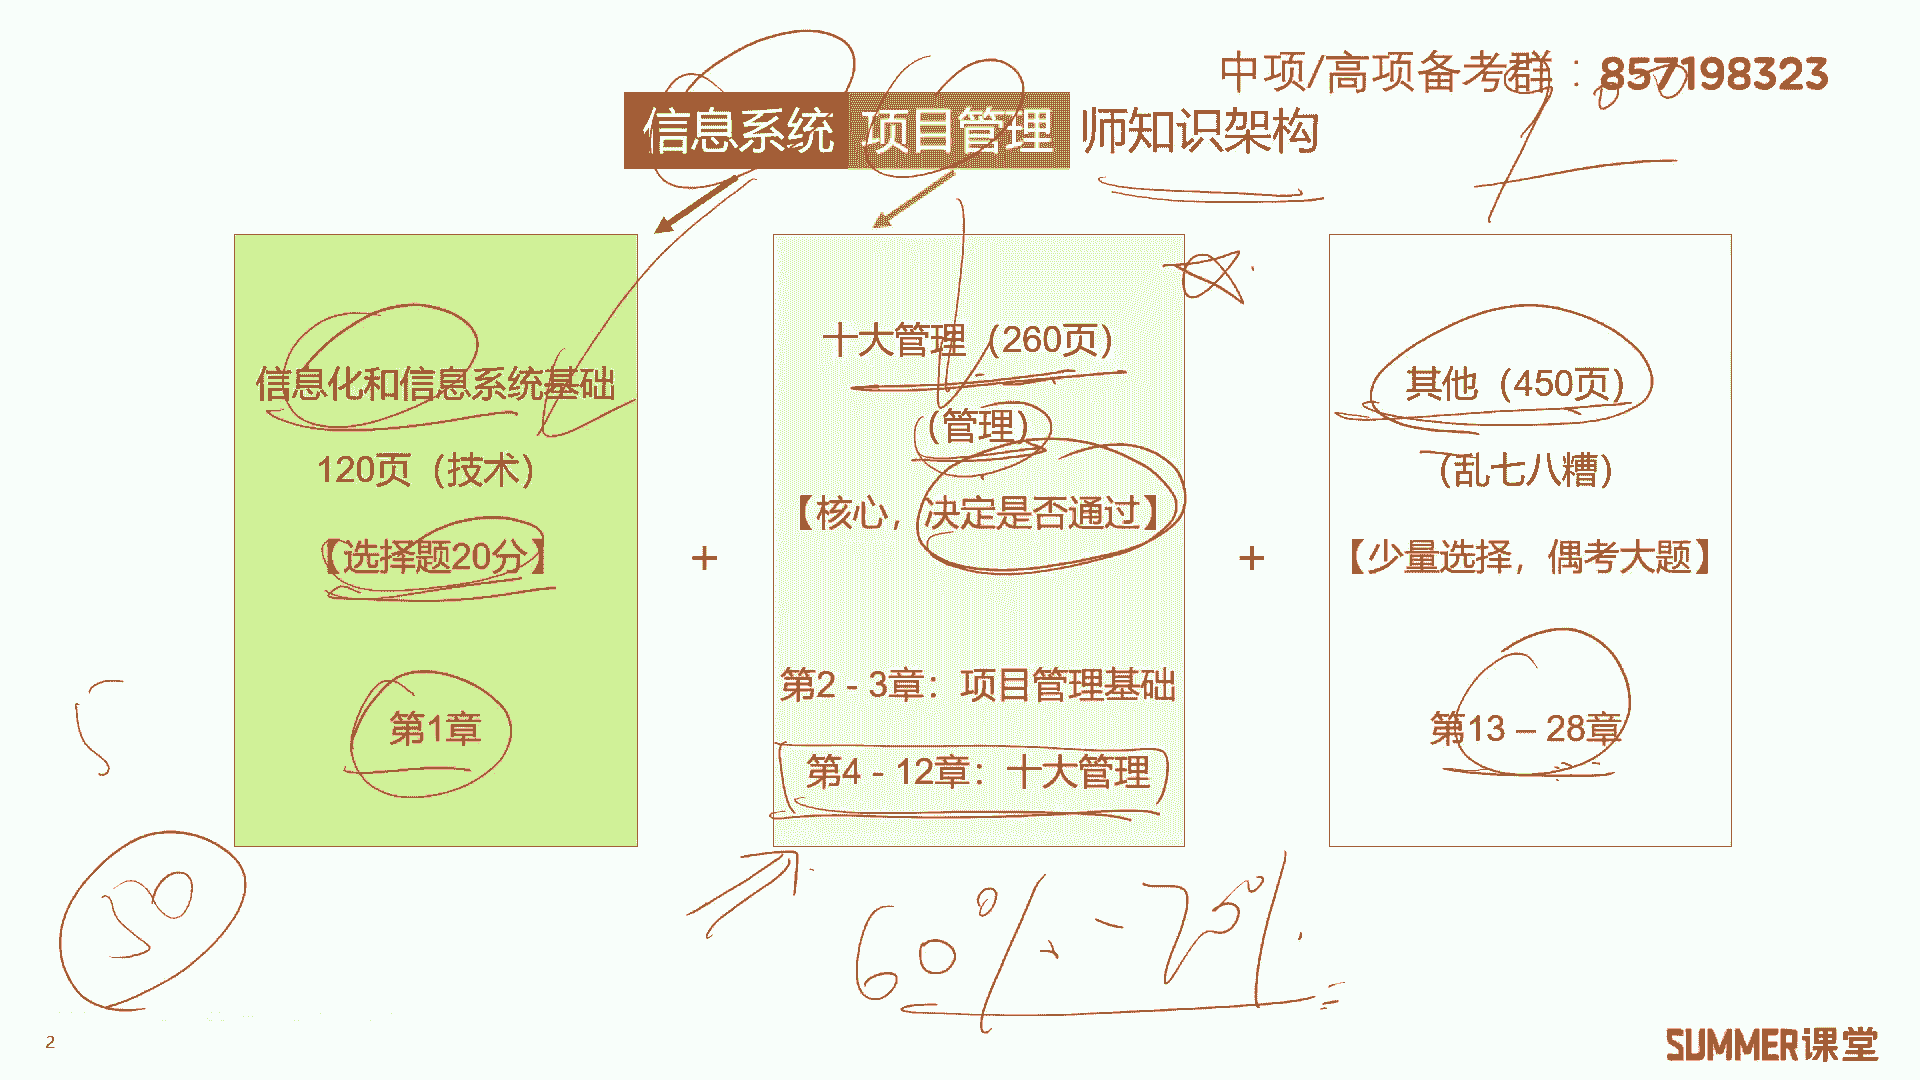 中项/高项备考群：857198323
信息系统 项目管理 师知识架构
信息化和信息系统基础
120页（技术）
【选择题20分】
第1章
+
十大管理（260页）
（管理）
【核心，决定是否通过】
第2 - 3章：项目管理基础
第4 - 12章：十大管理
+
其他（450页）
（乱七八糟）
【少量选择，偶考大题】
第13 – 28章
50
60% - 75%
2
SUMMER课堂